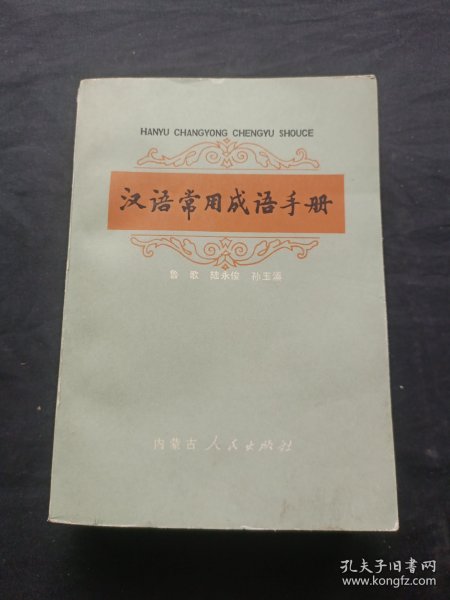 HANYU CHANGYONG CHENGYU SHOUCE
汉语常用成语手册
鲁 歌 陆永俊 孙玉溪
内蒙古人民出版社
孔夫子旧书网
www.kongfz.com